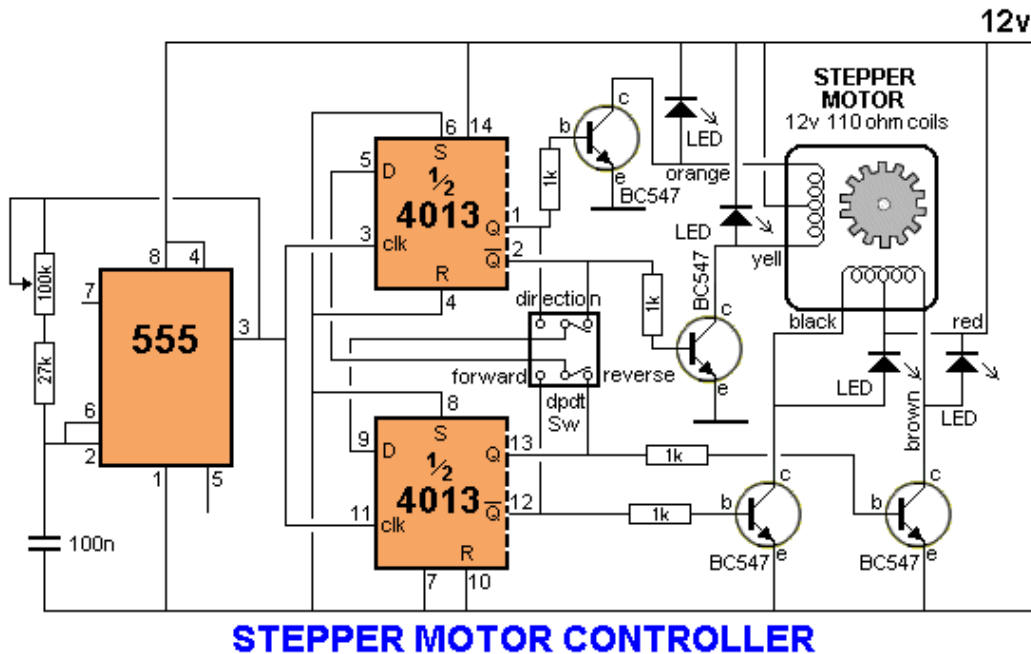 12v
STEPPER
MOTOR
12v 110 ohm coils
6
14
5
S
D
½
4013
1
Q
3
clk
2
Q̅
R
4
b
c
e
BC547
1k
LED
orange
LED
yell
BC547
c
e
1k
8
4
7
100k
555
3
27k
6
2
1
5
100n
direction
forward
reverse
dpdt
Sw
black
red
LED
brown
LED
8
9
S
D
½
4013
13
Q
11
clk
12
Q̅
R
7
10
1k
1k
b
c
e
BC547
b
c
e
BC547
STEPPER MOTOR CONTROLLER